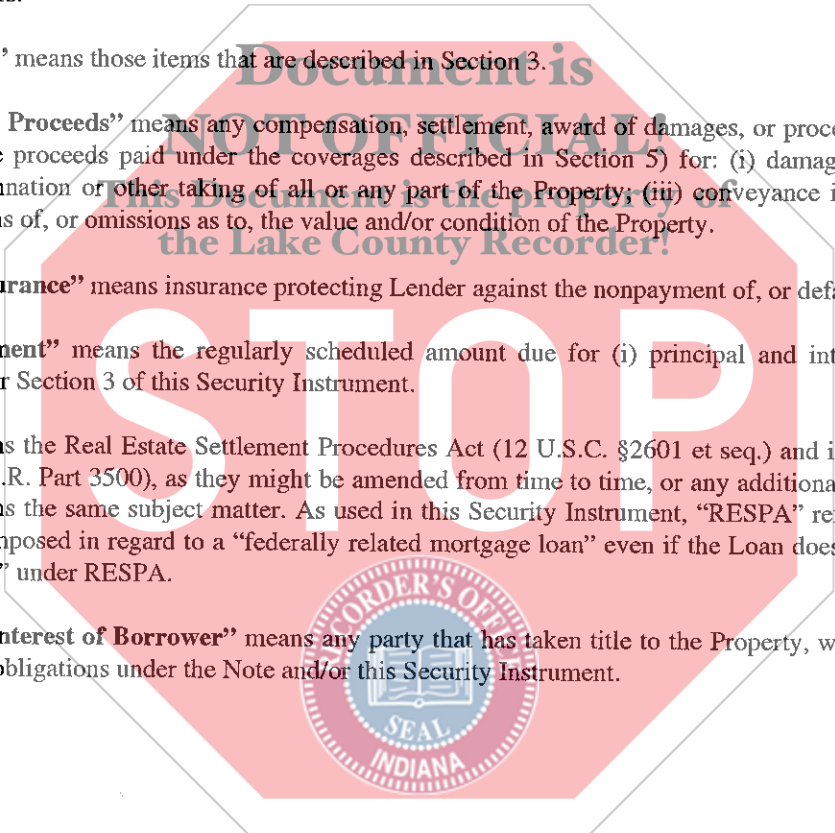 ’ means those items that are described in Section 3.
Document is
Proceeds” means any compensation, settlement, award of damages, or proce
NOT OFFICIAL!
proceeds paid under the coverages described in Section 5) for: (i) damag
nation or other taking of all or any part of the Property; (iii) conveyance i
This Document is the property of
s of, or omissions as to, the value and/or condition of the Property.
the Lake County Recorder!
urance” means insurance protecting Lender against the nonpayment of, or defa
nent” means the regularly scheduled amount due for (i) principal and int
r Section 3 of this Security Instrument.
STOP
s the Real Estate Settlement Procedures Act (12 U.S.C. §2601 et seq.) and i
.R. Part 3500), as they might be amended from time to time, or any additiona
s the same subject matter. As used in this Security Instrument, “RESPA” re
nposed in regard to a “federally related mortgage loan” even if the Loan does
” under RESPA.
RECORDER'S OFFICE
nterest of Borrower” means any party that has taken title to the Property, w
obligations under the Note and/or this Security Instrument.
SEAL
INDIANA